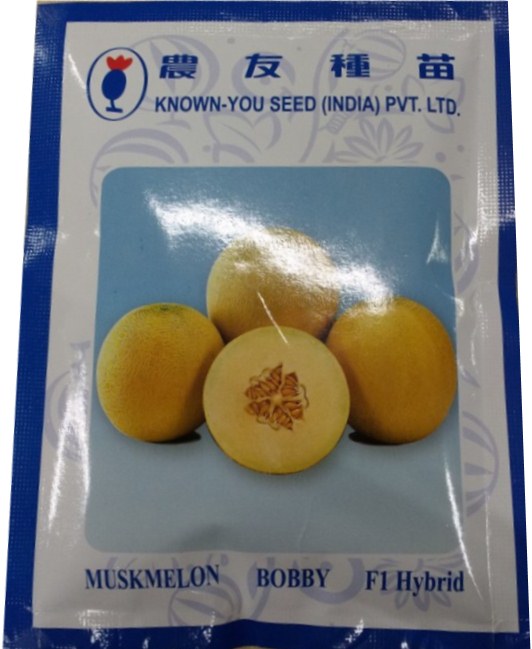 農友種苗
KNOWN-YOU SEED (INDIA) PVT. LTD.
MUSKMELON BOBBY F1 Hybrid